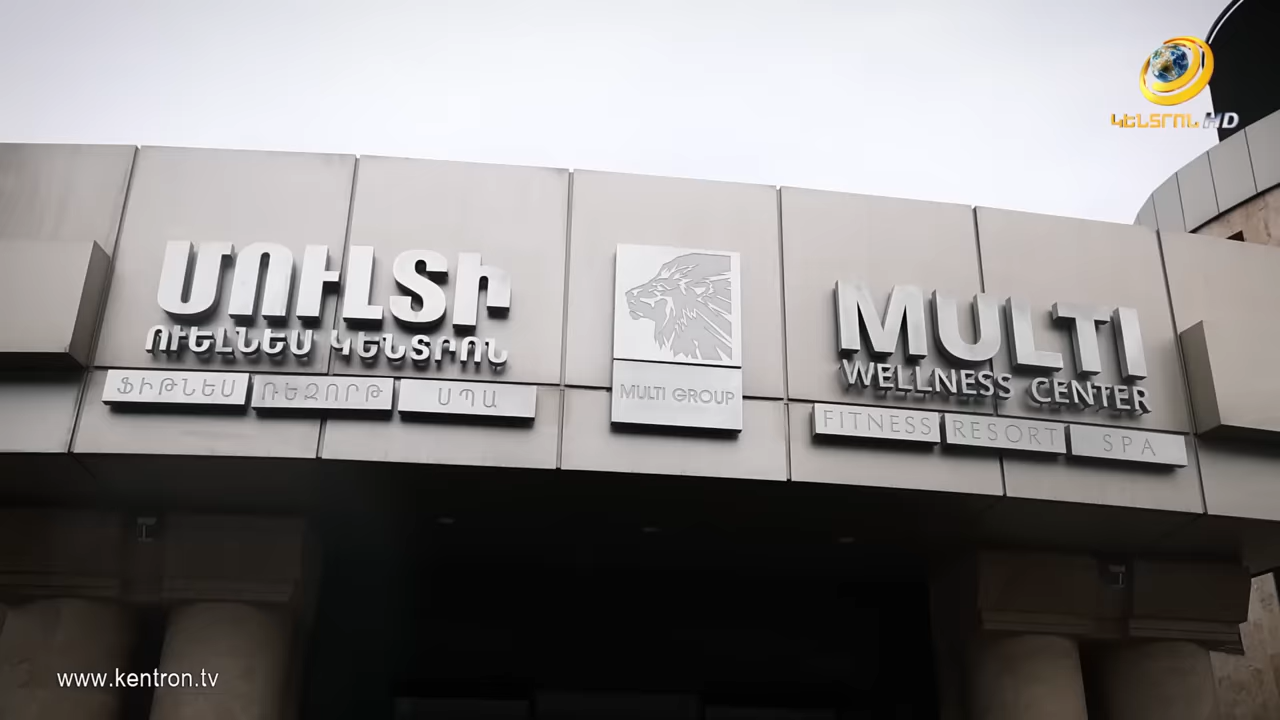 ԿԵՆՏՐՈՆ HD
ՄՈՒԼՏԻ
ՈՒԵԼՆԵՍ ԿԵՆՏՐՈՆ
ՖԻԹՆԵՍ ՌԵԶՈՐԹ ՍՊԱ
MULTI GROUP
MULTI
WELLNESS CENTER
FITNESS RESORT SPA
www.kentron.tv